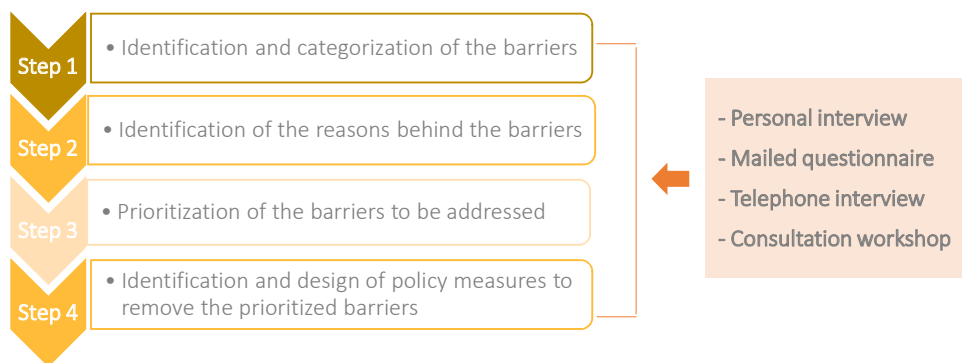 Step 1
• Identification and categorization of the barriers
Step 2
• Identification of the reasons behind the barriers
Step 3
• Prioritization of the barriers to be addressed
Step 4
• Identification and design of policy measures to
remove the prioritized barriers
- Personal interview
- Mailed questionnaire
- Telephone interview
- Consultation workshop